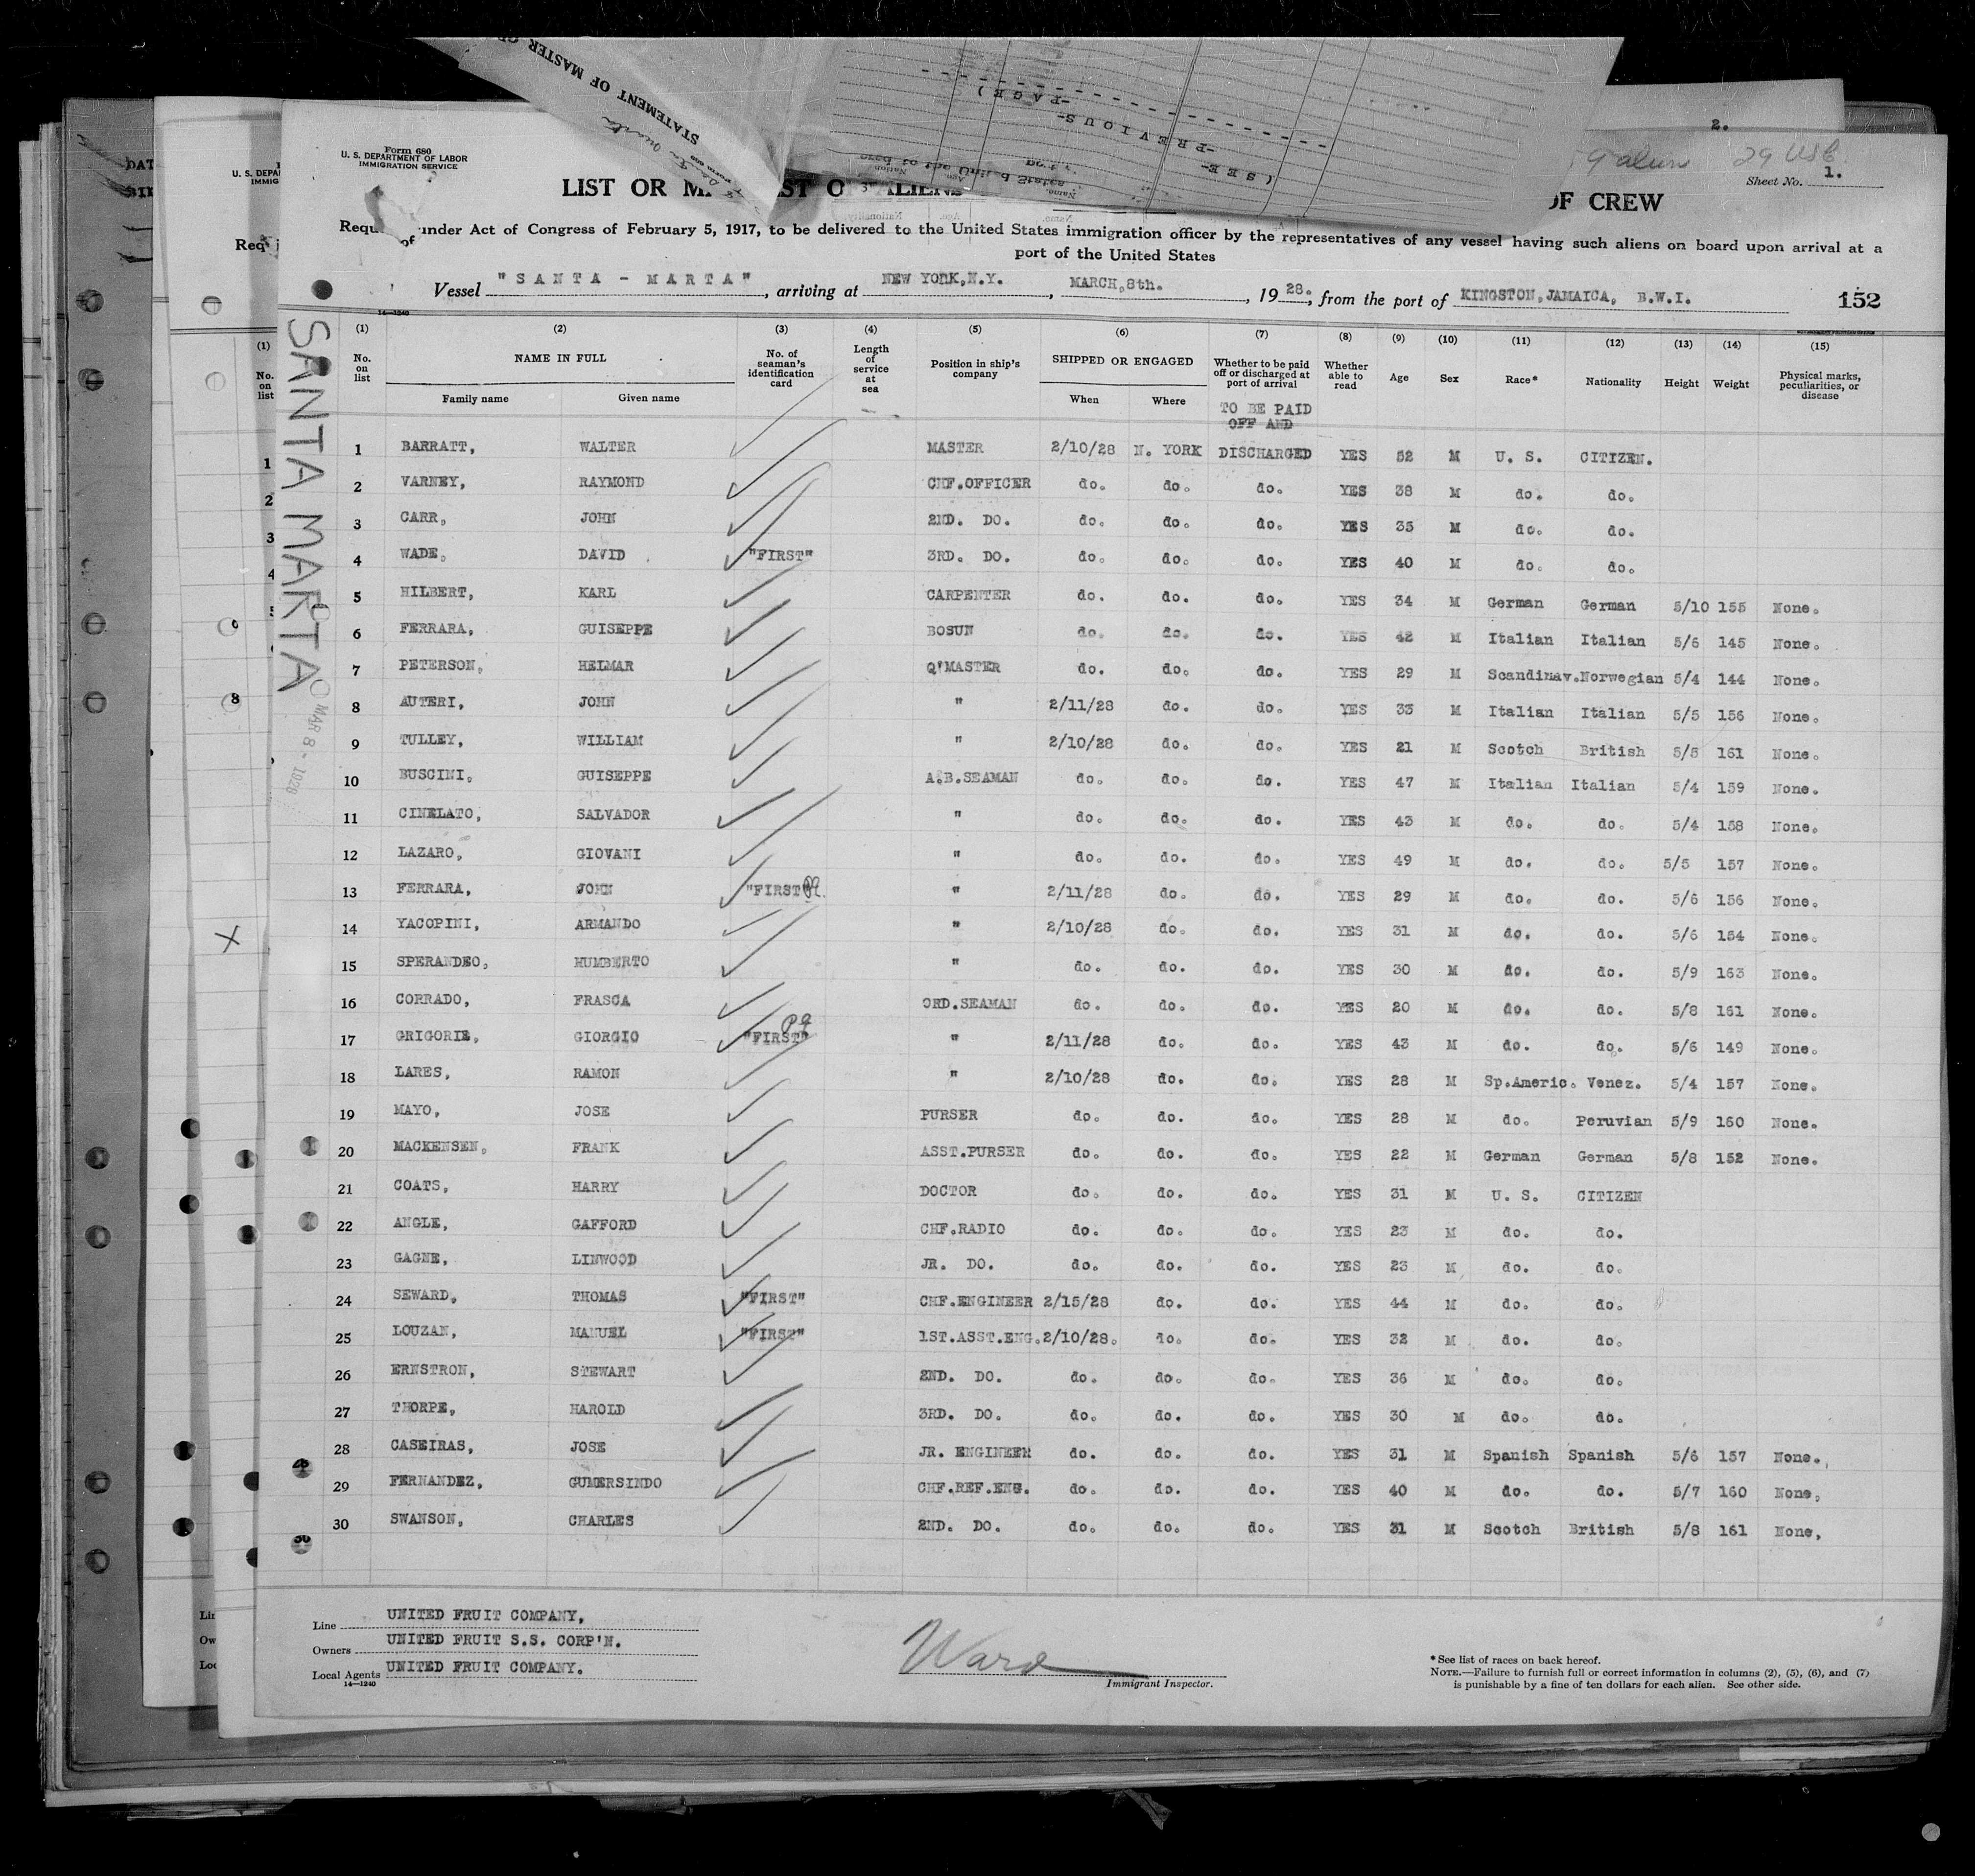 STATEMENT OF MASTER OF
(SEE-
-PREVIOUS-
-PAGE)
2.
29 USC
Form 680
U. S. DEPARTMENT OF LABOR
IMMIGRATION SERVICE
Sheet No. 1.
LIST OR ALIENS OF CREW
under Act of Congress of February 5, 1917, to be delivered to the United States immigration officer by the representatives of any vessel having such aliens on board upon arrival at a
port of the United States
Vessel "SANTA - MARTA", arriving at NEW YORK,N.Y., MARCH,8th., 1928., from the port of KINGSTON,JAMAICA, B.W.I. 152
SANTA MARTA
MAR 8 - 1928
14—1240
(1) (2) (3) (4) (5) (6) (7) (8) (9) (10) (11) (12) (13) (14) (15)
No. on list NAME IN FULL Family name Given name No. of seaman's identification card Length of service at sea Position in ship's company SHIPPED OR ENGAGED When Where Whether to be paid off or discharged at port of arrival Whether able to read Age Sex Race* Nationality Height Weight Physical marks, peculiarities, or disease
TO BE PAID
OFF AND
1 BARRATT, WALTER MASTER 2/10/28 N. YORK DISCHARGED YES 52 M U. S. CITIZEN.
2 VARNEY, RAYMOND CHF.OFFICER do. do. do. YES 38 M do. do.
3 CARR, JOHN 2ND. DO. do. do. do. YES 35 M do. do.
4 WADE, DAVID "FIRST" 3RD. DO. do. do. do. YES 40 M do. do.
5 HILBERT, KARL CARPENTER do. do. do. YES 34 M German German 5/10 155 None.
6 FERRARA, GUISEPPE BOSUN do. do. do. YES 42 M Italian Italian 5/6 145 None.
7 PETERSON, HELMAR Q'MASTER do. do. do. YES 29 M Scandinav. Norwegian 5/4 144 None.
8 AUTERI, JOHN " 2/11/28 do. do. YES 33 M Italian Italian 5/5 156 None.
9 TULLEY, WILLIAM " 2/10/28 do. do. YES 21 M Scotch British 5/5 161 None.
10 BUSCINI, GUISEPPE A.B.SEAMAN do. do. do. YES 47 M Italian Italian 5/4 159 None.
11 CINELATO, SALVADOR " do. do. do. YES 43 M do. do. 5/4 158 None.
12 LAZARO, GIOVANI " do. do. do. YES 49 M do. do. 5/5 157 None.
13 FERRARA, JOHN "FIRST" " 2/11/28 do. do. YES 29 M do. do. 5/6 156 None.
14 YACOPINI, ARMANDO " 2/10/28 do. do. YES 31 M do. do. 5/6 154 None.
15 SPERANDEO, HUMBERTO " do. do. do. YES 30 M do. do. 5/9 163 None.
16 CORRADO, FRASCA ORD.SEAMAN do. do. do. YES 20 M do. do. 5/8 161 None.
17 GRIGORIE, GIORGIO "FIRST" " 2/11/28 do. do. YES 43 M do. do. 5/6 149 None.
18 LARES, RAMON " 2/10/28 do. do. YES 28 M Sp.Americ. Venez. 5/4 157 None.
19 MAYO, JOSE PURSER do. do. do. YES 28 M do. Peruvian 5/9 160 None.
20 MACKENSEN, FRANK ASST.PURSER do. do. do. YES 22 M German German 5/8 152 None.
21 COATS, HARRY DOCTOR do. do. do. YES 31 M U. S. CITIZEN
22 ANGLE, GAFFORD CHF.RADIO do. do. do. YES 23 M do. do.
23 GAGNE, LINWOOD JR. DO. do. do. do. YES 23 M do. do.
24 SEWARD, THOMAS "FIRST" CHF.ENGINEER 2/15/28 do. do. YES 44 M do. do.
25 LOUZAN, MANUEL "FIRST" 1ST.ASST.ENG. 2/10/28. do. do. YES 32 M do. do.
26 ERNSTRON, STEWART 2ND. DO. do. do. do. YES 36 M do. do.
27 THORPE, HAROLD 3RD. DO. do. do. do. YES 30 M do. do.
28 CASEIRAS, JOSE JR. ENGINEER do. do. do. YES 31 M Spanish Spanish 5/6 157 None.
29 FERNANDEZ, GUMERSINDO CHF.REF.ENG. do. do. do. YES 40 M do. do. 5/7 160 None,
30 SWANSON, CHARLES 2ND. DO. do. do. do. YES 31 M Scotch British 5/8 161 None,
Line UNITED FRUIT COMPANY,
Owners UNITED FRUIT S.S. CORP'N.
Local Agents UNITED FRUIT COMPANY.
14—1240
Ward
Immigrant Inspector.
*See list of races on back hereof.
NOTE.—Failure to furnish full or correct information in columns (2), (5), (6), and (7)
is punishable by a fine of ten dollars for each alien. See other side.